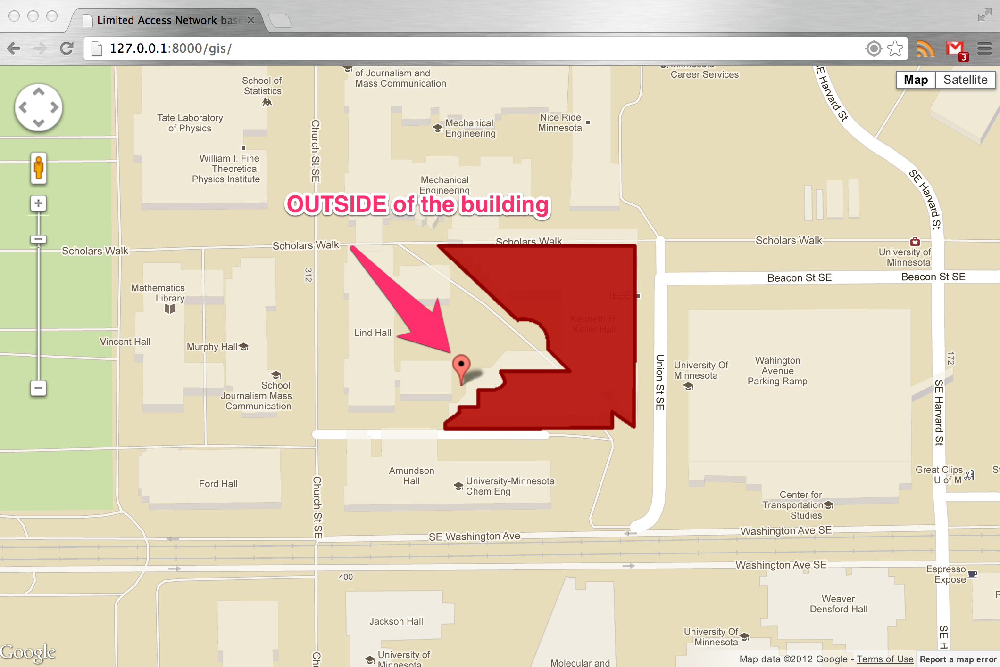 Limited Access Network bas
127.0.0.1:8000/gis/
3
Map
Satellite
School of
Statistics
of Journalism and
Mass Communication
Minnesota
Career Services
SE Harvard St
Tate Laboratory
of Physics
Church St SE
Mechanical
Engineering
Nice Ride
Minnesota
William I. Fine
Theoretical
Physics Institute
Mechanical
Engineering
SE Harvard St
OUTSIDE of the building
Scholars Walk
Scholars Walk
Scholars Walk
Scholars Walk
University of
Minnesota
312
Beacon St SE
Beacon St SE
Mathematics
Library
IEEE
Kenneth H.
Keller Hall
Lind Hall
Vincent Hall
Murphy Hall
Union St SE
University Of
Minnesota
Wahington
Avenue
Parking Ramp
172
School
Journalism Mass
Communication
SE Harvard St
Amundson
Hall
University-Minnesota
Chem Eng
Ford Hall
Great Clips
U of M
St
Church St SE
Center for
Transportation
Studies
SE Washington Ave
Washington Ave SE
Washington Ave SE
400
Espresso
Expose
R
Jackson Hall
Weaver
Densford Hall
University Of
Minnesota
SE H
University of
Minnesota
Molecular and
Chu
Google
Map data ©2012 Google - Terms of Use
Report a map error